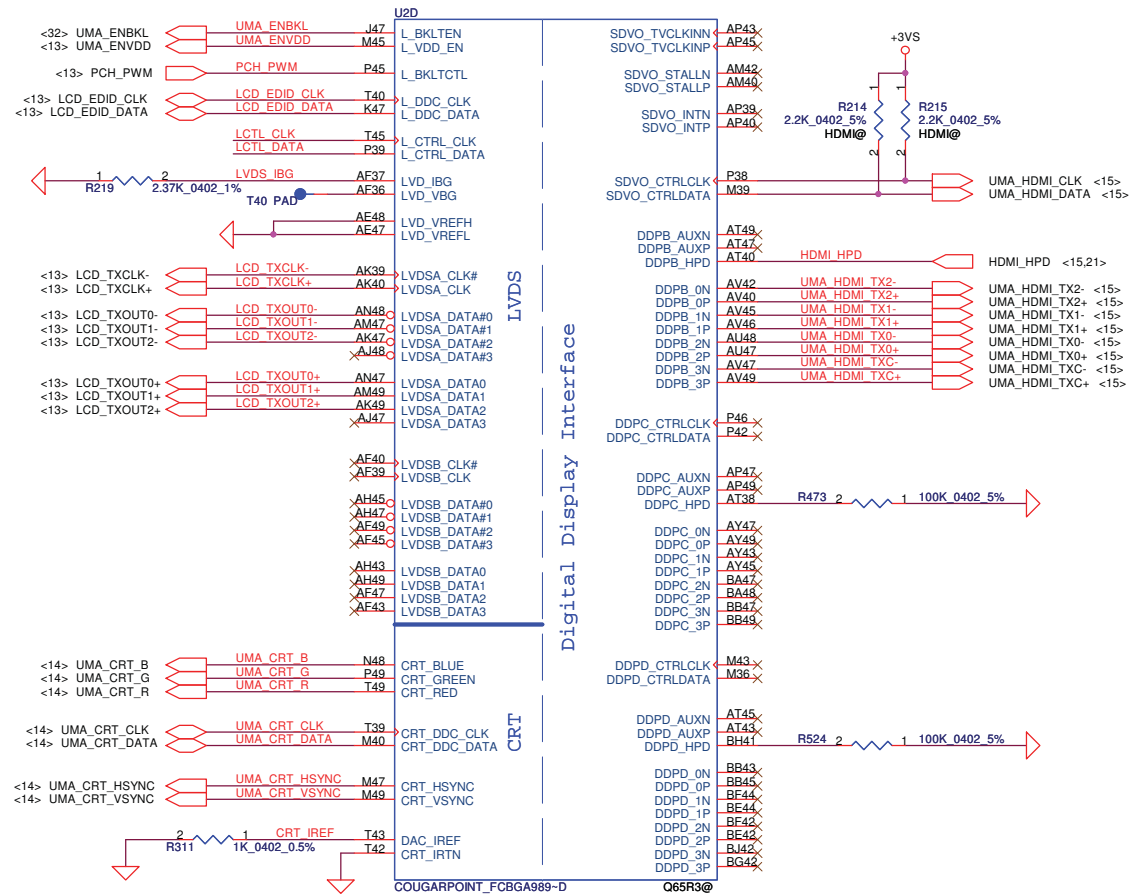 U2D
<32> UMA_ENBKL UMA_ENBKL J47 L_BKLTEN
<13> UMA_ENVDD UMA_ENVDD M45 L_VDD_EN
<13> PCH_PWM PCH_PWM P45 L_BKLTCTL
<13> LCD_EDID_CLK LCD_EDID_CLK T40 L_DDC_CLK
<13> LCD_EDID_DATA LCD_EDID_DATA K47 L_DDC_DATA
LCTL_CLK T45 L_CTRL_CLK
LCTL_DATA P39 L_CTRL_DATA
1 2 LVDS_IBG AF37 LVD_IBG
R219 2.37K_0402_1%
AF36 LVD_VBG
T40 PAD
AE48 LVD_VREFH
AE47 LVD_VREFL
<13> LCD_TXCLK- LCD_TXCLK- AK39 LVDSA_CLK#
<13> LCD_TXCLK+ LCD_TXCLK+ AK40 LVDSA_CLK
<13> LCD_TXOUT0- LCD_TXOUT0- AN48 LVDSA_DATA#0
<13> LCD_TXOUT1- LCD_TXOUT1- AM47 LVDSA_DATA#1
<13> LCD_TXOUT2- LCD_TXOUT2- AK47 LVDSA_DATA#2
AJ48 LVDSA_DATA#3
<13> LCD_TXOUT0+ LCD_TXOUT0+ AN47 LVDSA_DATA0
<13> LCD_TXOUT1+ LCD_TXOUT1+ AM49 LVDSA_DATA1
<13> LCD_TXOUT2+ LCD_TXOUT2+ AK49 LVDSA_DATA2
AJ47 LVDSA_DATA3
AF40 LVDSB_CLK#
AF39 LVDSB_CLK
AH45 LVDSB_DATA#0
AH47 LVDSB_DATA#1
AF49 LVDSB_DATA#2
AF45 LVDSB_DATA#3
AH43 LVDSB_DATA0
AH49 LVDSB_DATA1
AF47 LVDSB_DATA2
AF43 LVDSB_DATA3
<14> UMA_CRT_B UMA_CRT_B N48 CRT_BLUE
<14> UMA_CRT_G UMA_CRT_G P49 CRT_GREEN
<14> UMA_CRT_R UMA_CRT_R T49 CRT_RED
<14> UMA_CRT_CLK UMA_CRT_CLK T39 CRT_DDC_CLK
<14> UMA_CRT_DATA UMA_CRT_DATA M40 CRT_DDC_DATA
<14> UMA_CRT_HSYNC UMA_CRT_HSYNC M47 CRT_HSYNC
<14> UMA_CRT_VSYNC UMA_CRT_VSYNC M49 CRT_VSYNC
2 1 CRT_IREF T43 DAC_IREF
R311 1K_0402_0.5%
T42 CRT_IRTN
LVDS
CRT
Digital Display Interface
SDVO_TVCLKINN AP43
SDVO_TVCLKINP AP45
SDVO_STALLN AM42
SDVO_STALLP AM40
SDVO_INTN AP39
SDVO_INTP AP40
+3VS
1 1
R214 R215
2.2K_0402_5% 2.2K_0402_5%
HDMI@ HDMI@
2 2
SDVO_CTRLCLK P38 UMA_HDMI_CLK <15>
SDVO_CTRLDATA M39 UMA_HDMI_DATA <15>
DDPB_AUXN AT49
DDPB_AUXP AT47
DDPB_HPD AT40 HDMI_HPD HDMI_HPD <15,21>
DDPB_0N AV42 UMA_HDMI_TX2- UMA_HDMI_TX2- <15>
DDPB_0P AV40 UMA_HDMI_TX2+ UMA_HDMI_TX2+ <15>
DDPB_1N AV45 UMA_HDMI_TX1- UMA_HDMI_TX1- <15>
DDPB_1P AV46 UMA_HDMI_TX1+ UMA_HDMI_TX1+ <15>
DDPB_2N AU48 UMA_HDMI_TX0- UMA_HDMI_TX0- <15>
DDPB_2P AU47 UMA_HDMI_TX0+ UMA_HDMI_TX0+ <15>
DDPB_3N AV47 UMA_HDMI_TXC- UMA_HDMI_TXC- <15>
DDPB_3P AV49 UMA_HDMI_TXC+ UMA_HDMI_TXC+ <15>
DDPC_CTRLCLK P46
DDPC_CTRLDATA P42
DDPC_AUXN AP47
DDPC_AUXP AP49
DDPC_HPD AT38 R473 2 1 100K_0402_5%
DDPC_0N AY47
DDPC_0P AY49
DDPC_1N AY43
DDPC_1P AY45
DDPC_2N BA47
DDPC_2P BA48
DDPC_3N BB47
DDPC_3P BB49
DDPD_CTRLCLK M43
DDPD_CTRLDATA M36
DDPD_AUXN AT45
DDPD_AUXP AT43
DDPD_HPD BH41 R524 2 1 100K_0402_5%
DDPD_0N BB43
DDPD_0P BB45
DDPD_1N BF44
DDPD_1P BE44
DDPD_2N BF42
DDPD_2P BE42
DDPD_3N BJ42
DDPD_3P BG42
COUGARPOINT_FCBGA989~D Q65R3@